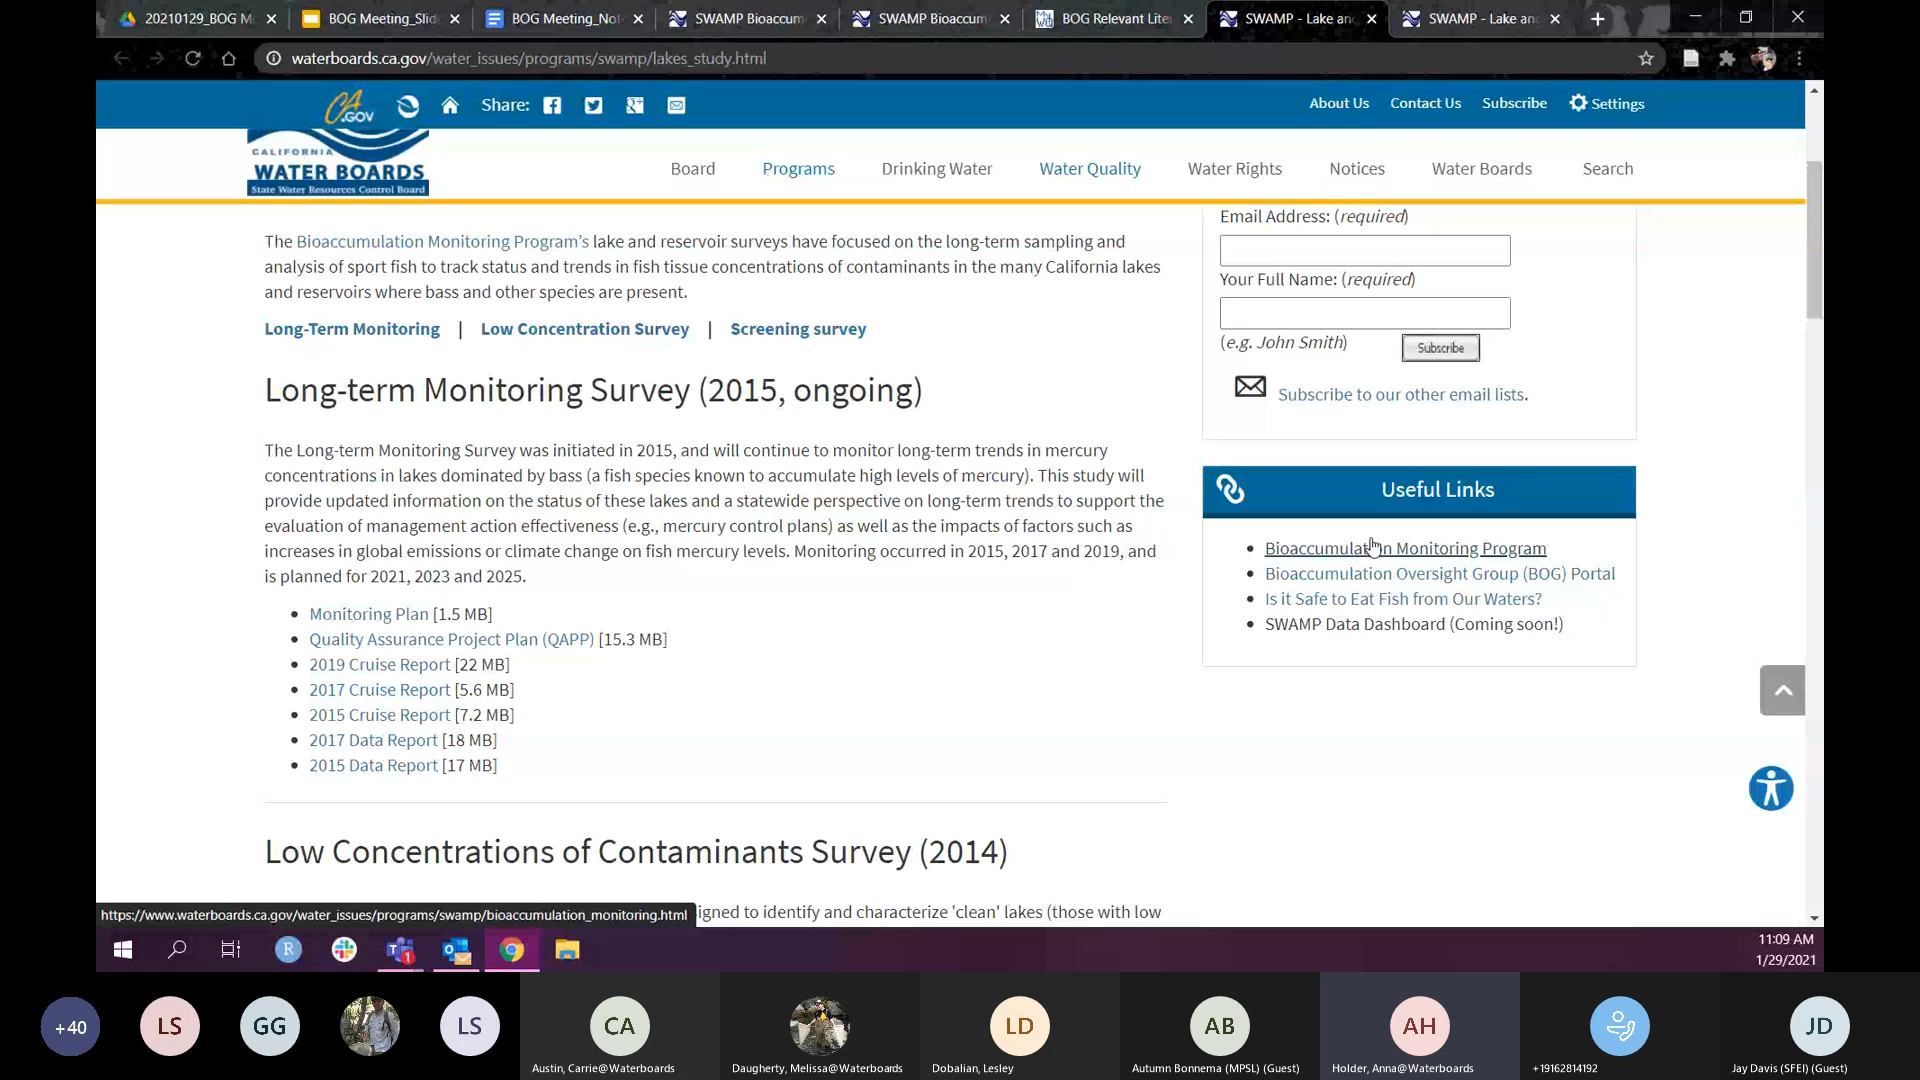 20210129_BOG M
BOG Meeting_Slid
BOG Meeting_Not
SWAMP Bioaccum
SWAMP Bioaccum
BOG Relevant Lite
SWAMP - Lake and
SWAMP - Lake and
waterboards.ca.gov/water_issues/programs/swamp/lakes_study.html
CA.GOV
Share:
About Us
Contact Us
Subscribe
Settings
CALIFORNIA
WATER BOARDS
State Water Resources Control Board
Board
Programs
Drinking Water
Water Quality
Water Rights
Notices
Water Boards
Search
The Bioaccumulation Monitoring Program's lake and reservoir surveys have focused on the long-term sampling and
analysis of sport fish to track status and trends in fish tissue concentrations of contaminants in the many California lakes
and reservoirs where bass and other species are present.
Long-Term Monitoring | Low Concentration Survey | Screening survey
Long-term Monitoring Survey (2015, ongoing)
The Long-term Monitoring Survey was initiated in 2015, and will continue to monitor long-term trends in mercury
concentrations in lakes dominated by bass (a fish species known to accumulate high levels of mercury). This study will
provide updated information on the status of these lakes and a statewide perspective on long-term trends to support the
evaluation of management action effectiveness (e.g., mercury control plans) as well as the impacts of factors such as
increases in global emissions or climate change on fish mercury levels. Monitoring occurred in 2015, 2017 and 2019, and
is planned for 2021, 2023 and 2025.
Monitoring Plan [1.5 MB]
Quality Assurance Project Plan (QAPP) [15.3 MB]
2019 Cruise Report [22 MB]
2017 Cruise Report [5.6 MB]
2015 Cruise Report [7.2 MB]
2017 Data Report [18 MB]
2015 Data Report [17 MB]
Low Concentrations of Contaminants Survey (2014)
igned to identify and characterize 'clean' lakes (those with low
https://www.waterboards.ca.gov/water_issues/programs/swamp/bioaccumulation_monitoring.html
Email Address: (required)
Your Full Name: (required)
(e.g. John Smith)
Subscribe
Subscribe to our other email lists.
Useful Links
Bioaccumulation Monitoring Program
Bioaccumulation Oversight Group (BOG) Portal
Is it Safe to Eat Fish from Our Waters?
SWAMP Data Dashboard (Coming soon!)
R
1
11:09 AM
1/29/2021
+40
LS
GG
LS
CA
LD
AB
AH
JD
Austin, Carrie@Waterboards
Daugherty, Melissa@Waterboards
Dobalian, Lesley
Autumn Bonnema (MPSL) (Guest)
Holder, Anna@Waterboards
+19162814192
Jay Davis (SFEI) (Guest)